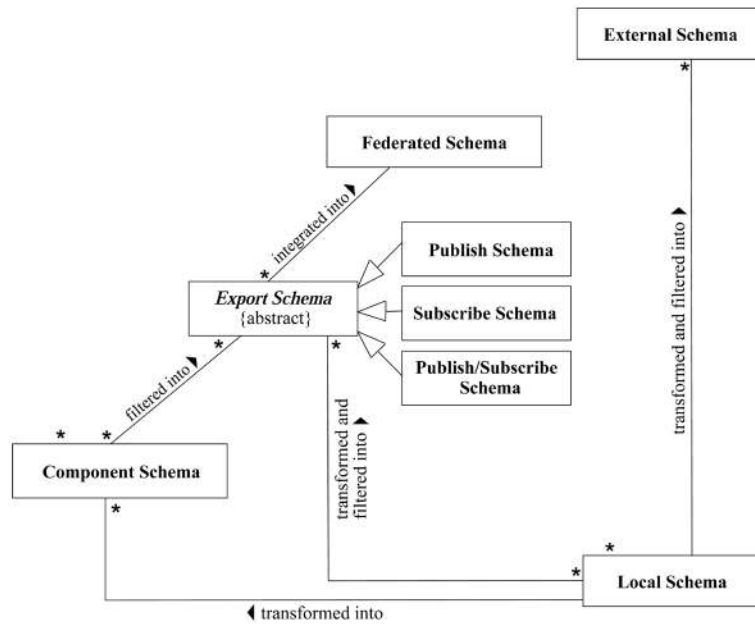 External Schema
*
Federated Schema
integrated into
*
Publish Schema
Export Schema
{abstract}
Subscribe Schema
*
*
Publish/Subscribe
Schema
filtered into
transformed and
filtered into
transformed and filtered into
*
*
Component Schema
*
*
*
Local Schema
transformed into